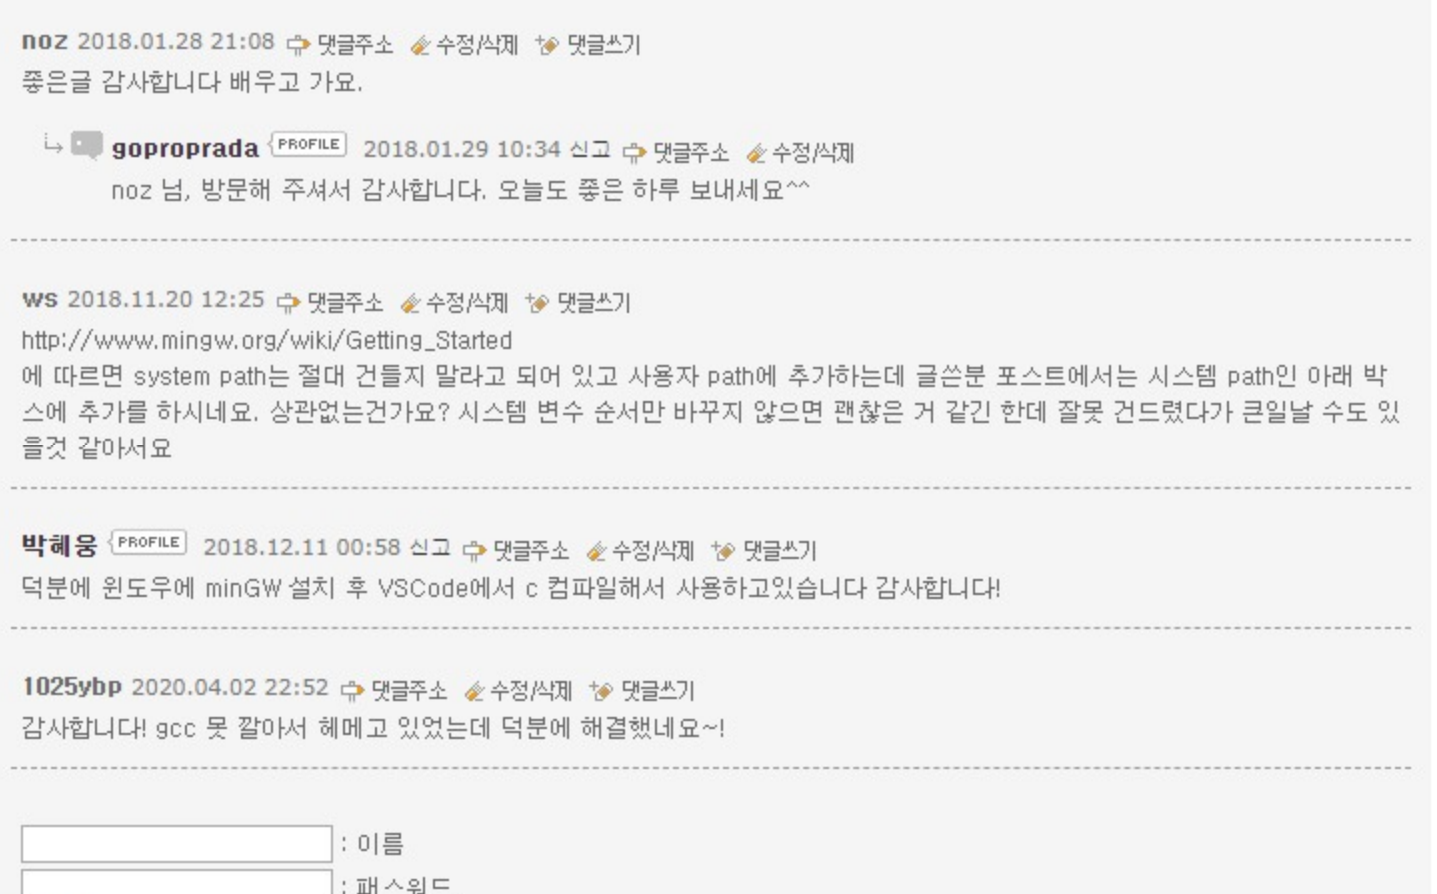 noz 2018.01.28 21:08 댓글주소 수정/삭제 댓글쓰기
좋은글 감사합니다 배우고 가요.
goproprada PROFILE 2018.01.29 10:34 신고 댓글주소 수정/삭제
noz 님, 방문해 주셔서 감사합니다. 오늘도 좋은 하루 보내세요^^
ws 2018.11.20 12:25 댓글주소 수정/삭제 댓글쓰기
http://www.mingw.org/wiki/Getting_Started
에 따르면 system path는 절대 건들지 말라고 되어 있고 사용자 path에 추가하는데 글쓴분 포스트에서는 시스템 path인 아래 박
스에 추가를 하시네요. 상관없는건가요? 시스템 변수 순서만 바꾸지 않으면 괜찮은 거 같긴 한데 잘못 건드렸다가 큰일날 수도 있
을것 같아서요
박혜웅 PROFILE 2018.12.11 00:58 신고 댓글주소 수정/삭제 댓글쓰기
덕분에 윈도우에 minGW 설치 후 VSCode에서 c 컴파일해서 사용하고있습니다 감사합니다!
1025ybp 2020.04.02 22:52 댓글주소 수정/삭제 댓글쓰기
감사합니다! gcc 못 깔아서 헤메고 있었는데 덕분에 해결했네요~!
: 이름
: 패스워드